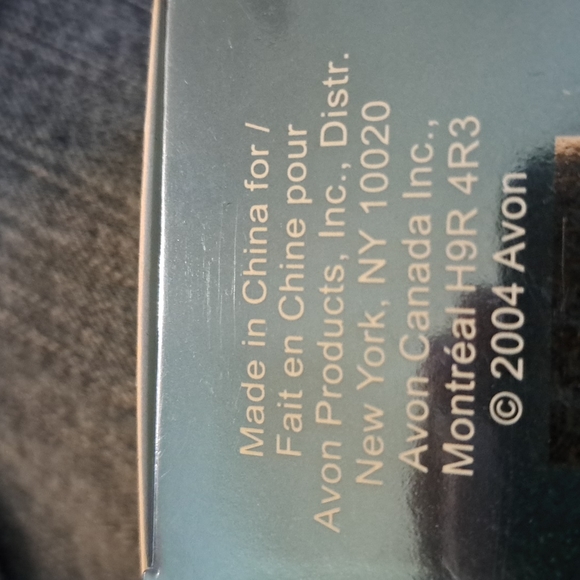 Made in China for /
Fait en Chine pour
Avon Products, Inc., Distr.
New York, NY 10020
Avon Canada Inc.,
Montréal H9R 4R3
© 2004 Avon